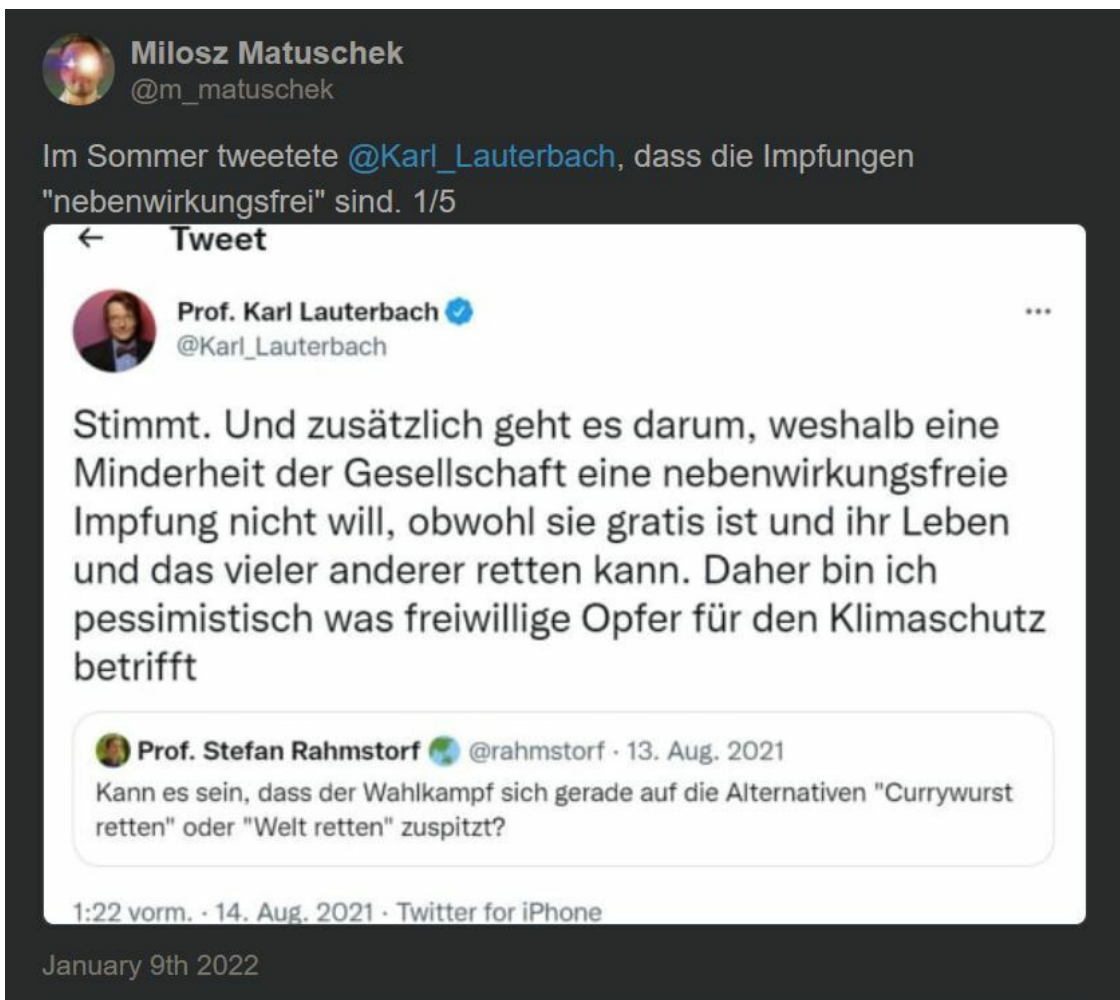 Milosz Matuschek
@m_matuschek
Im Sommer tweetete @Karl_Lauterbach, dass die Impfungen
"nebenwirkungsfrei" sind. 1/5
← Tweet
Prof. Karl Lauterbach
@Karl_Lauterbach
Stimmt. Und zusätzlich geht es darum, weshalb eine
Minderheit der Gesellschaft eine nebenwirkungsfreie
Impfung nicht will, obwohl sie gratis ist und ihr Leben
und das vieler anderer retten kann. Daher bin ich
pessimistisch was freiwillige Opfer für den Klimaschutz
betrifft
Prof. Stefan Rahmstorf 🌏 @rahmstorf · 13. Aug. 2021
Kann es sein, dass der Wahlkampf sich gerade auf die Alternativen "Currywurst
retten" oder "Welt retten" zuspitzt?
1:22 vorm. · 14. Aug. 2021 · Twitter for iPhone
January 9th 2022